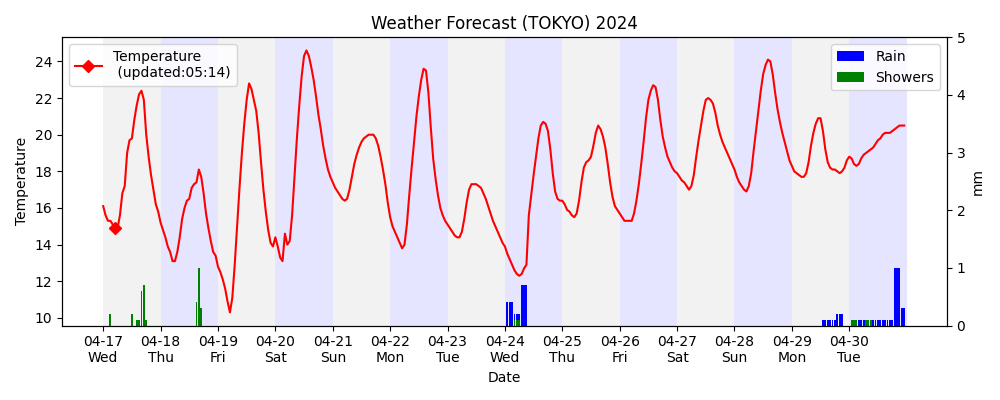 Weather Forecast (TOKYO) 2024
Temperature
(updated:05:14)
Rain
Showers
Temperature
24
22
20
18
16
14
12
10
5
4
3
2
1
0
mm
04-17 04-18 04-19 04-20 04-21 04-22 04-23 04-24 04-25 04-26 04-27 04-28 04-29 04-30
Wed Thu Fri Sat Sun Mon Tue Wed Thu Fri Sat Sun Mon Tue
Date